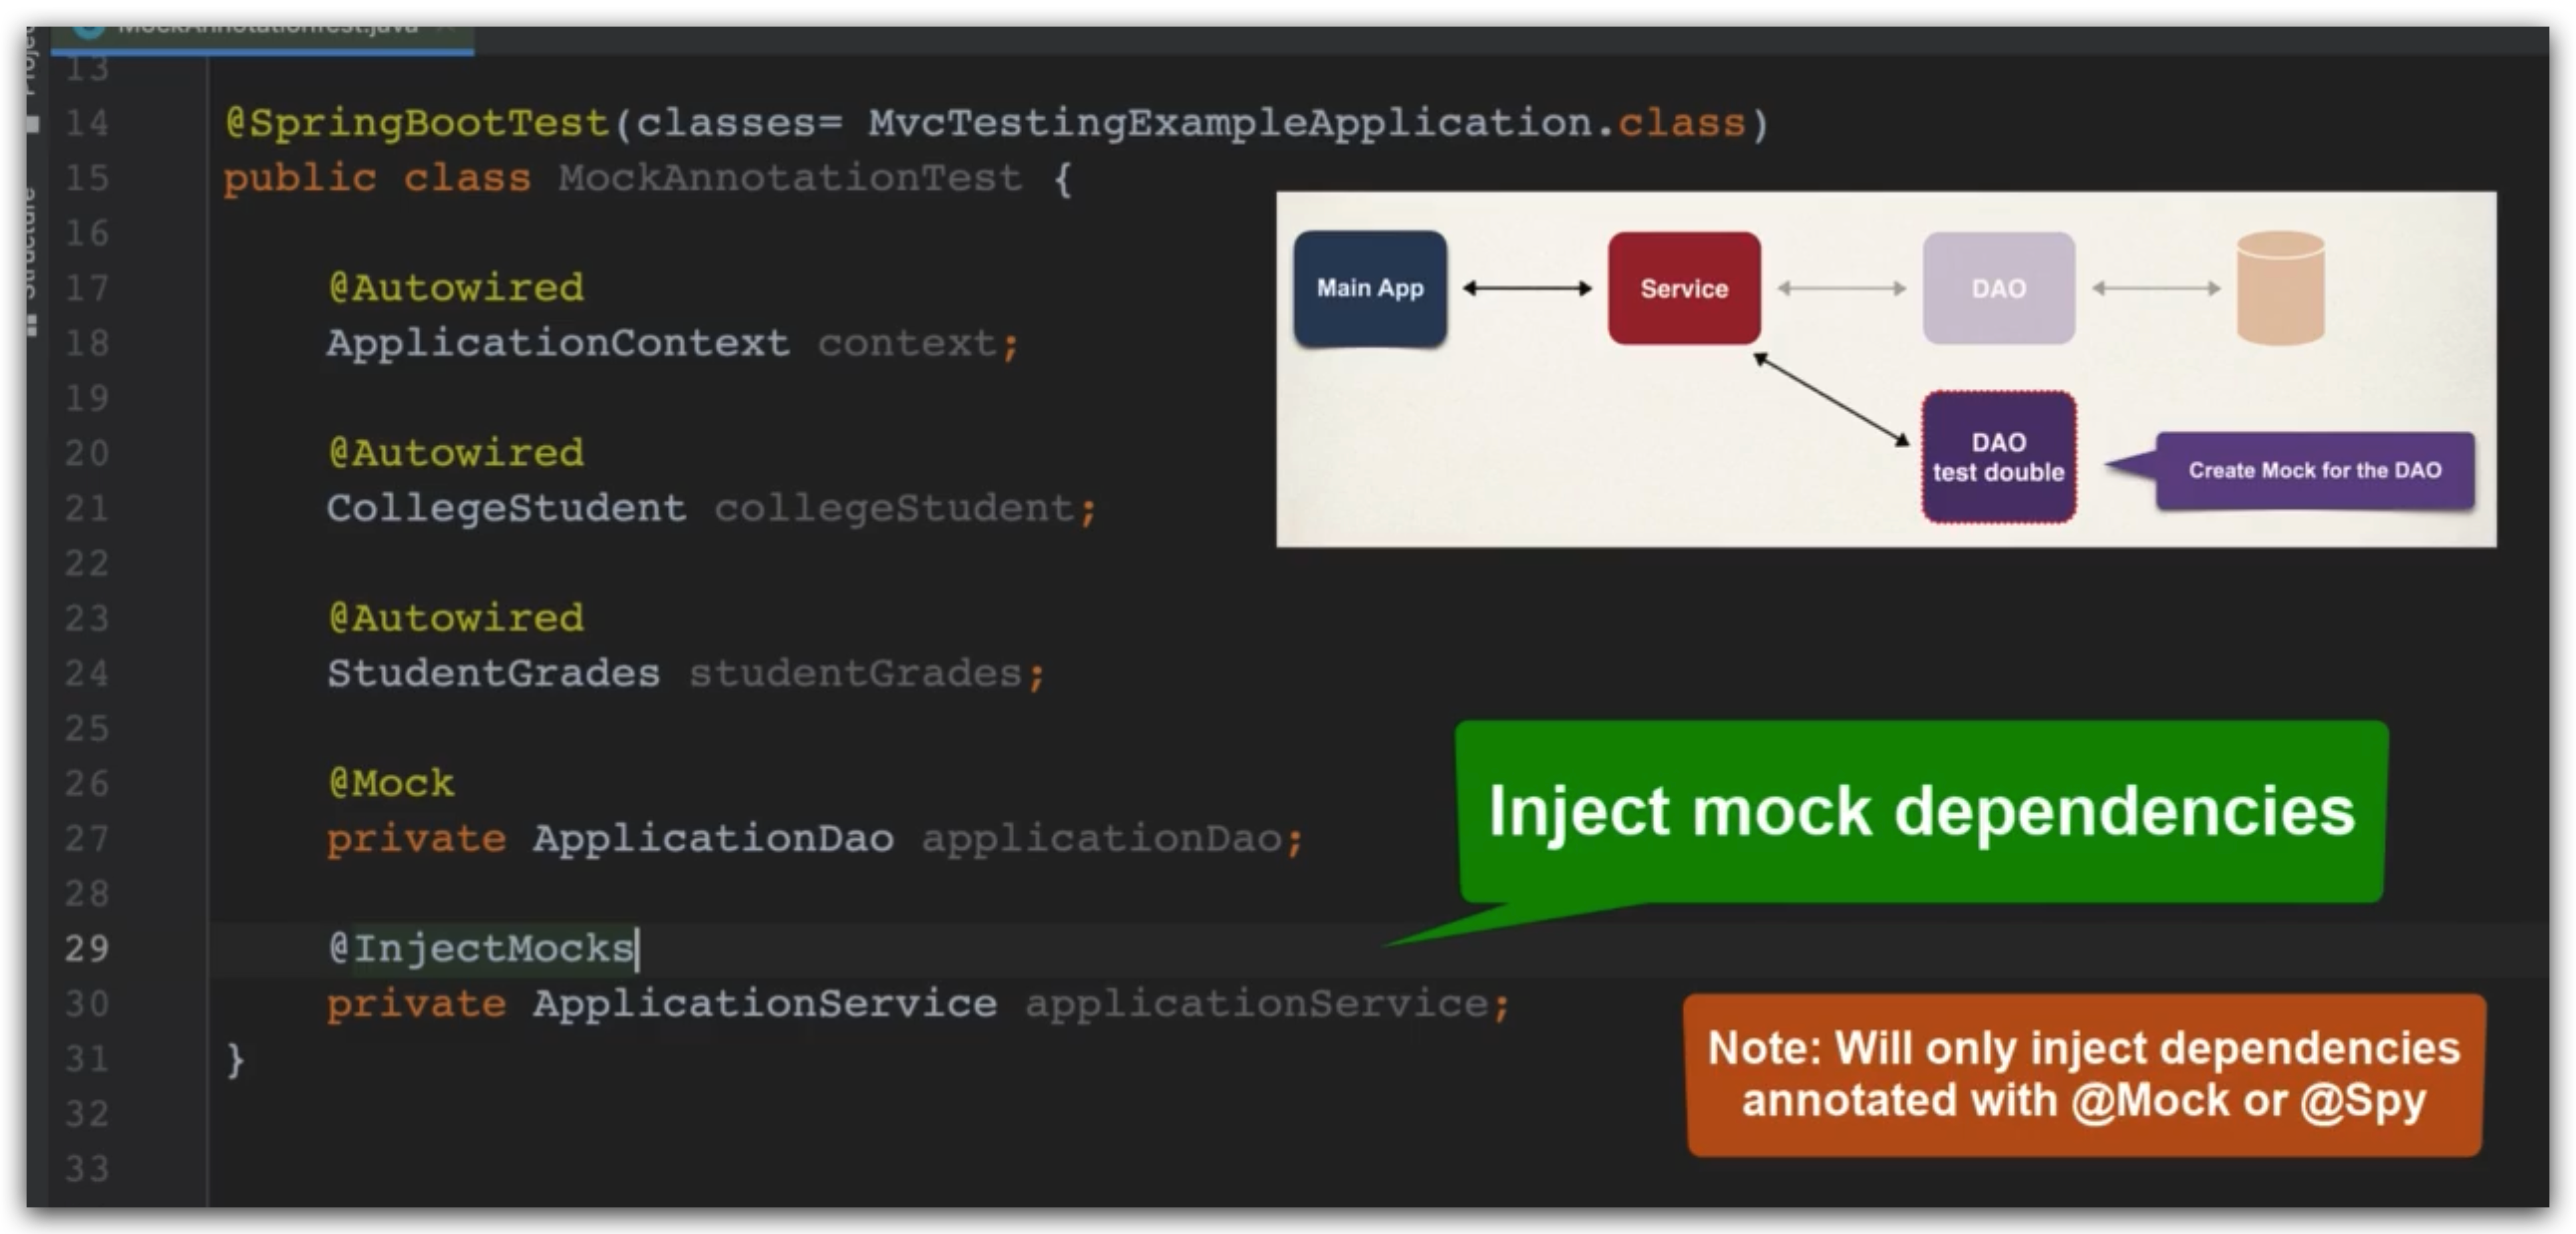 MockAnnotationTest.java
13
14 @SpringBootTest(classes= MvcTestingExampleApplication.class)
15 public class MockAnnotationTest {
16
17 @Autowired
18 ApplicationContext context;
19
20 @Autowired
21 CollegeStudent collegeStudent;
22
23 @Autowired
24 StudentGrades studentGrades;
25
26 @Mock
27 private ApplicationDao applicationDao;
28
29 @InjectMocks
30 private ApplicationService applicationService;
31 }
32
33
Structure
Main App
Service
DAO
DAO
test double
Create Mock for the DAO
Inject mock dependencies
Note: Will only inject dependencies
annotated with @Mock or @Spy